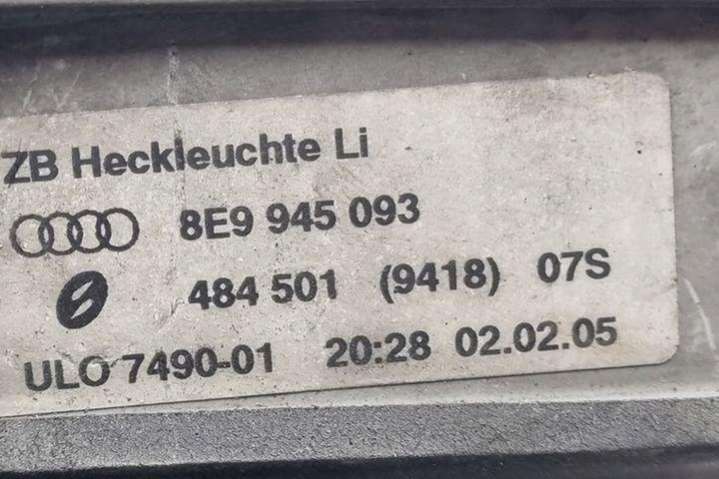 ZB Heckleuchte Li
8E9 945 093
484 501 (9418) 07S
ULO 7490-01 20:28 02.02.05